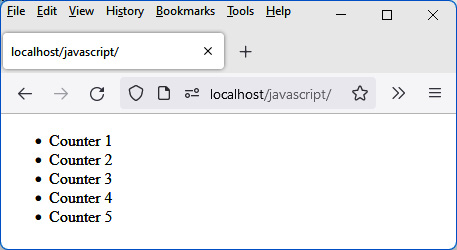 File Edit View History Bookmarks Tools Help
localhost/javascript/
localhost/javascript/
Counter 1
Counter 2
Counter 3
Counter 4
Counter 5